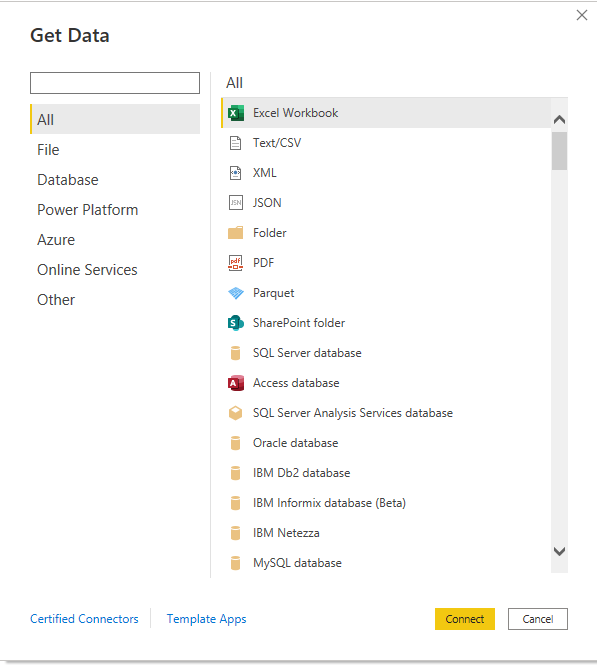 Get Data
All
File
Database
Power Platform
Azure
Online Services
Other
All
Excel Workbook
Text/CSV
XML
JSON
Folder
PDF
Parquet
SharePoint folder
SQL Server database
Access database
SQL Server Analysis Services database
Oracle database
IBM Db2 database
IBM Informix database (Beta)
IBM Netezza
MySQL database
Certified Connectors
Template Apps
Connect
Cancel